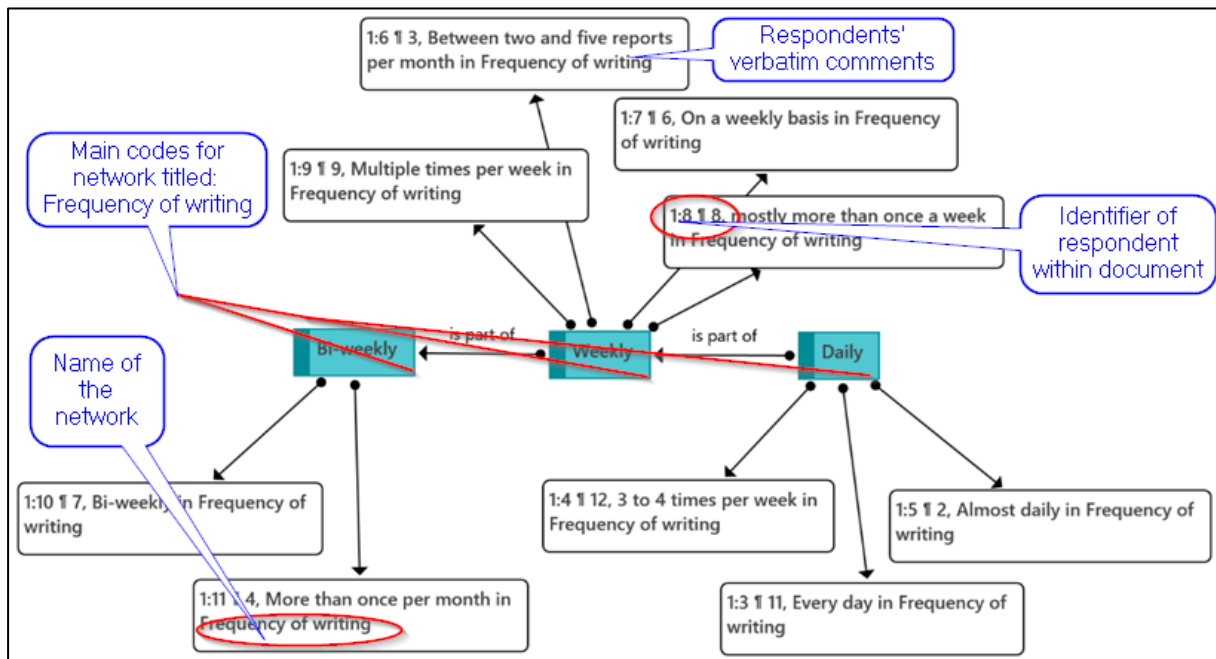 1:6 ¶ 3, Between two and five reports
per month in Frequency of writing
Respondents'
verbatim comments
1:7 ¶ 6, On a weekly basis in Frequency
of writing
Main codes for
network titled:
Frequency of writing
1:9 ¶ 9, Multiple times per week in
Frequency of writing
1:8 ¶ 8, mostly more than once a week
in Frequency of writing
Identifier of
respondent
within document
Bi-weekly
is part of
Weekly
is part of
Daily
Name of
the
network
1:10 ¶ 7, Bi-weekly in Frequency of
writing
1:4 ¶ 12, 3 to 4 times per week in
Frequency of writing
1:5 ¶ 2, Almost daily in Frequency of
writing
1:11 ¶ 4, More than once per month in
Frequency of writing
1:3 ¶ 11, Every day in Frequency of
writing